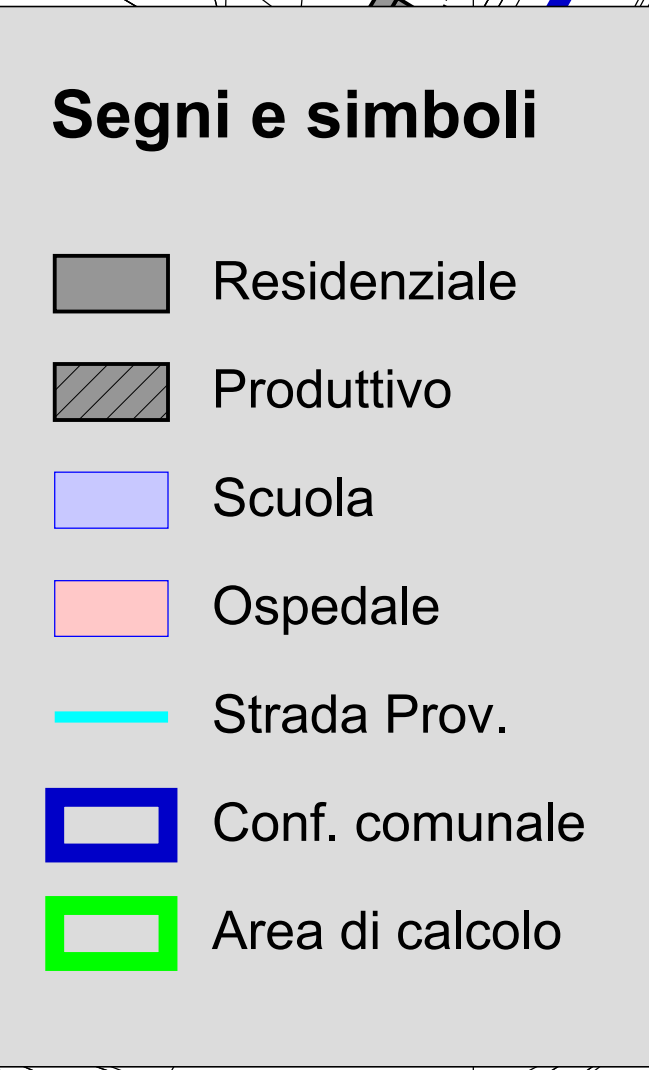 Segni e simboli
Residenziale
Produttivo
Scuola
Ospedale
Strada Prov.
Conf. comunale
Area di calcolo